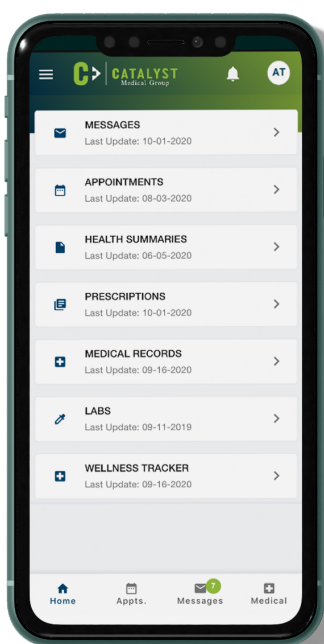 CATALYST
Medical Group
AT
MESSAGES
Last Update: 10-01-2020
APPOINTMENTS
Last Update: 08-03-2020
HEALTH SUMMARIES
Last Update: 06-05-2020
PRESCRIPTIONS
Last Update: 10-01-2020
MEDICAL RECORDS
Last Update: 09-16-2020
LABS
Last Update: 09-11-2019
WELLNESS TRACKER
Last Update: 09-16-2020
7
Home Appts. Messages Medical